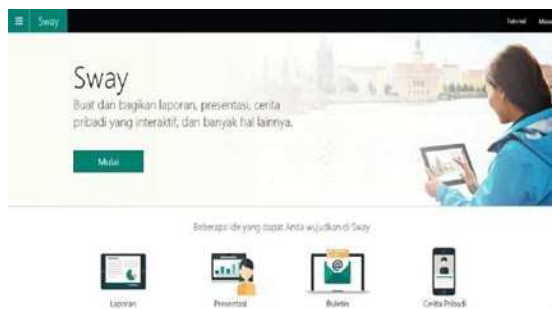 Sway
Tutorial Masuk
Sway
Buat dan bagikan laporan, presentasi, cerita
pribadi yang interaktif, dan banyak hal lainnya.
Mulai
Beberapa ide yang dapat Anda wujudkan di Sway
Laporan Presentasi Buletin Cerita Pribadi